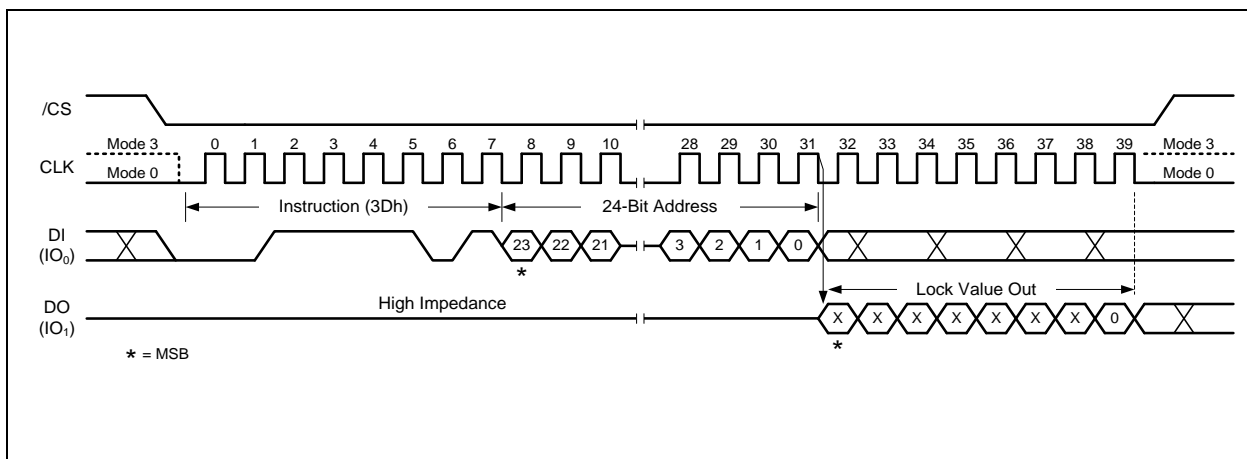 /CS
Mode 3 0 1 2 3 4 5 6 7 8 9 10 28 29 30 31 32 33 34 35 36 37 38 39 Mode 3
CLK
Mode 0 Mode 0
Instruction (3Dh) 24-Bit Address
DI
(IO₀)
23 22 21 3 2 1 0
*
Lock Value Out
High Impedance
DO
(IO₁)
X X X X X X X 0
*
* = MSB